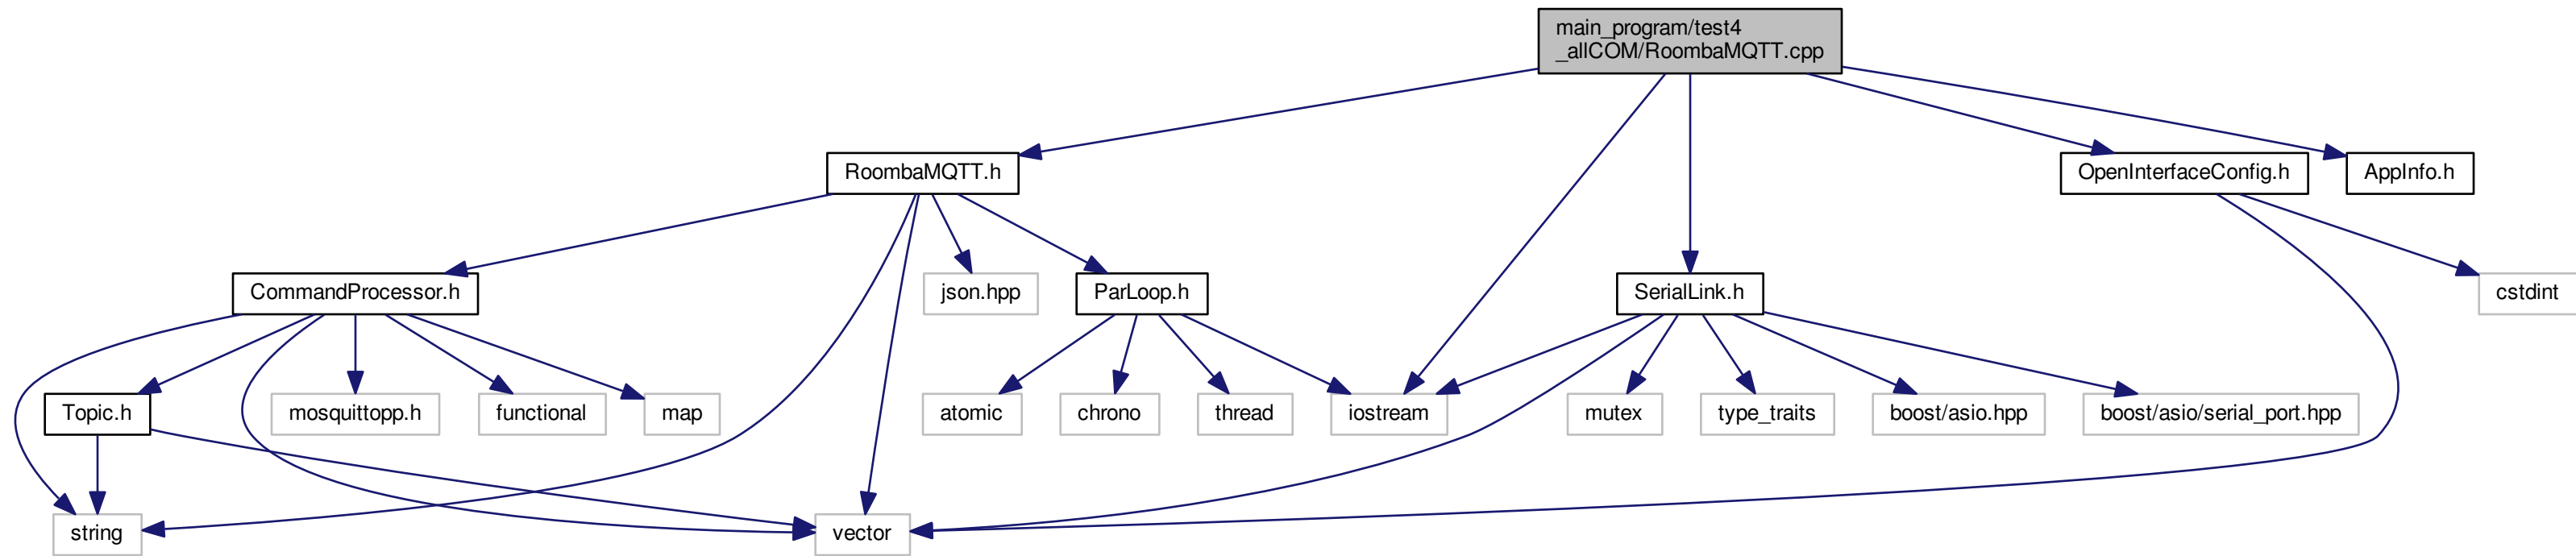 main_program/test4
_allCOM/RoombaMQTT.cpp
RoombaMQTT.h
OpenInterfaceConfig.h
AppInfo.h
CommandProcessor.h
json.hpp
ParLoop.h
SerialLink.h
cstdint
Topic.h
mosquittopp.h
functional
map
atomic
chrono
thread
iostream
mutex
type_traits
boost/asio.hpp
boost/asio/serial_port.hpp
string
vector